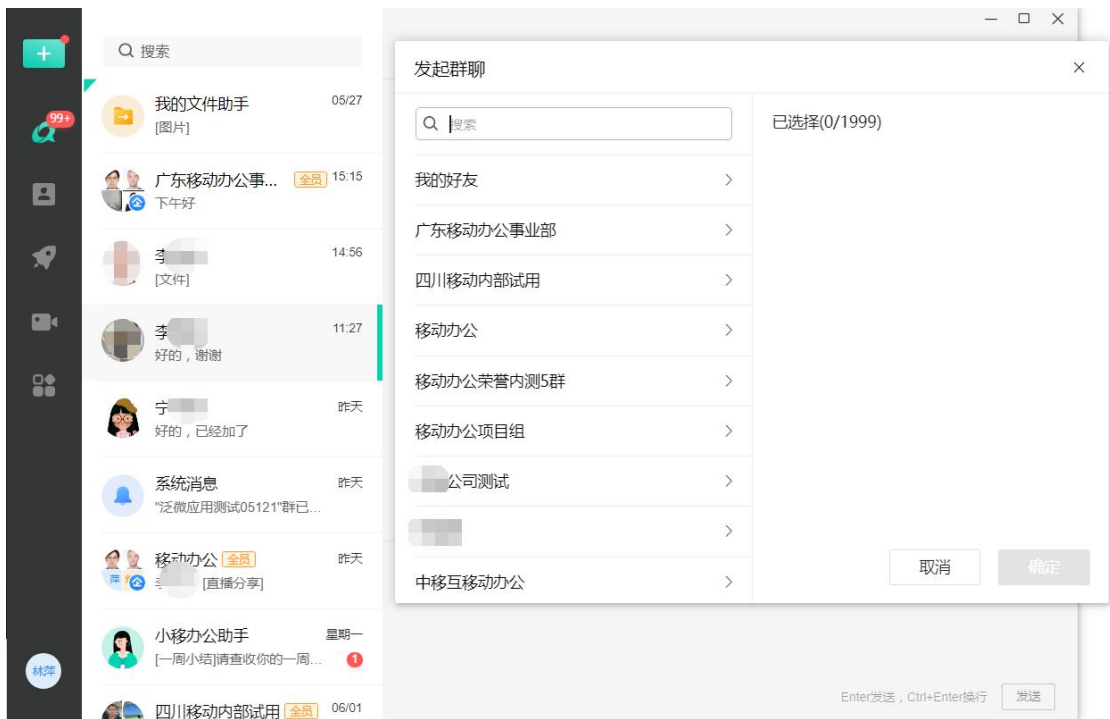 搜索
99+
我的文件助手 05/27
[图片]
广东移动办公事... 全员 15:15
下午好
李 14:56
[文件]
李 11:27
好的，谢谢
宁 昨天
好的，已经加了
系统消息 昨天
"泛微应用测试05121"群已...
移动办公 全员 昨天
萍 [直播分享]
小移办公助手 星期一
[一周小结]请查收你的一周... 1
四川移动内部试用 全员 06/01
林萍
发起群聊
搜索
我的好友
广东移动办公事业部
四川移动内部试用
移动办公
移动办公荣誉内测5群
移动办公项目组
公司测试
中移互移动办公
已选择(0/1999)
取消 确定
Enter发送，Ctrl+Enter换行 发送